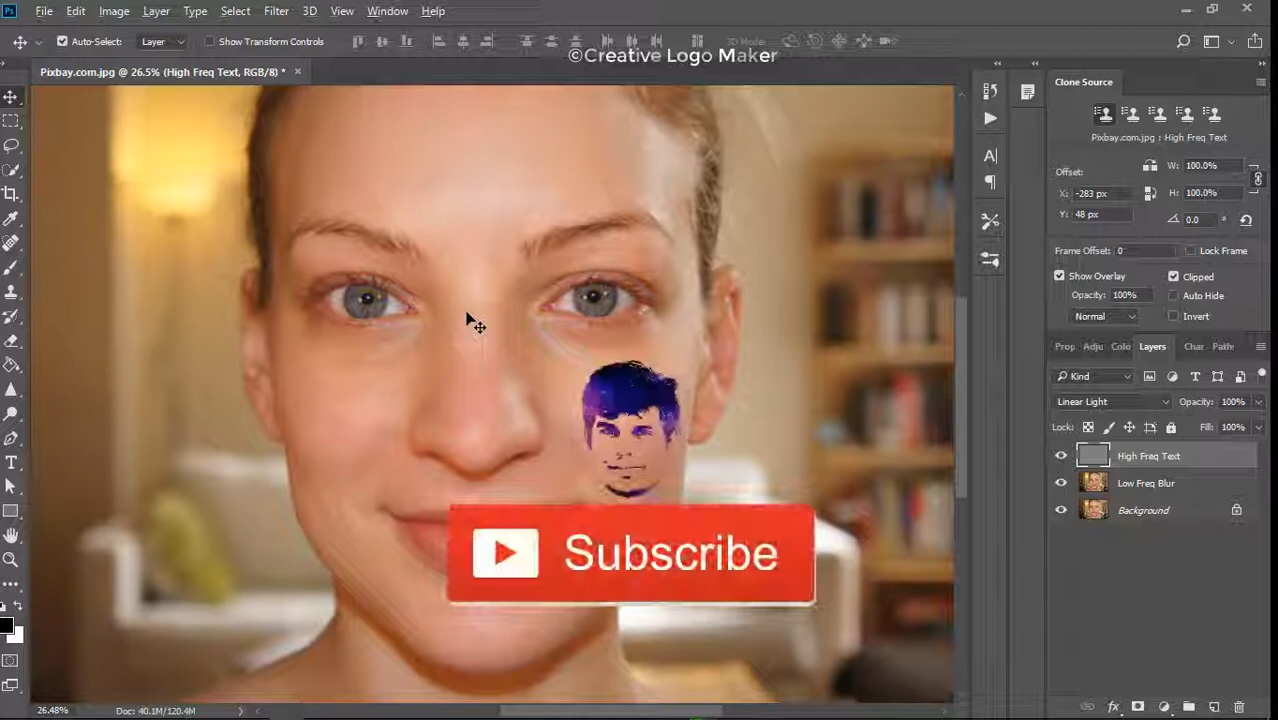 Ps File Edit Image Layer Type Select Filter 3D View Window Help
Auto-Select: Layer Show Transform Controls 3D Mode:
©Creative Logo Maker
Pixbay.com.jpg @ 26.5% (High Freq Text, RGB/8) * ×
Clone Source
Pixbay.com.jpg : High Freq Text
Offset: W: 100.0%
X: -283 px H: 100.0%
Y: 48 px 0.0 °
Frame Offset: 0 Lock Frame
Show Overlay Clipped
Opacity: 100% Auto Hide
Normal Invert
Prop Adju Colo Layers Char Paths
Kind
Linear Light Opacity: 100%
Lock: Fill: 100%
High Freq Text
Low Freq Blur
Background
Subscribe
26.48% Doc: 40.1M/120.4M